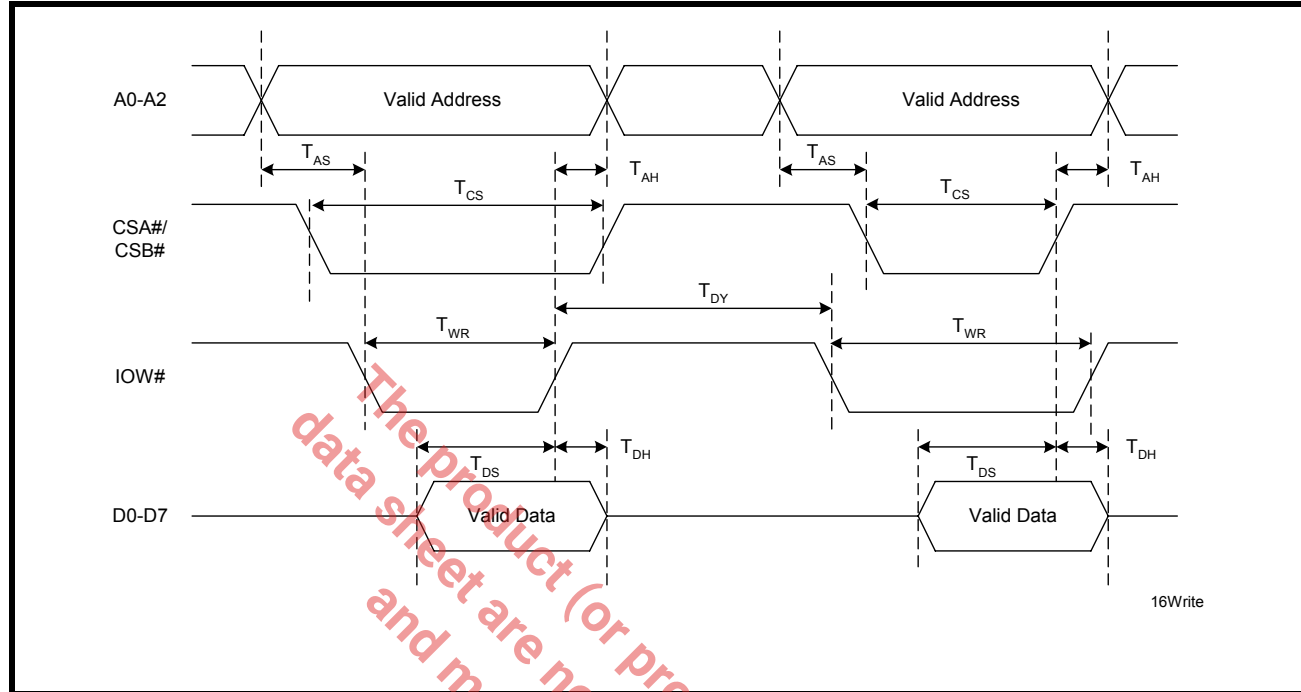 A0-A2
Valid Address
Valid Address
TAS
TAH
TAS
TAH
TCS
TCS
CSA#/
CSB#
TDY
TWR
TWR
IOW#
TDS
TDH
TDS
TDH
D0-D7
Valid Data
Valid Data
16Write
The product (or pro
data sheet are no
and m